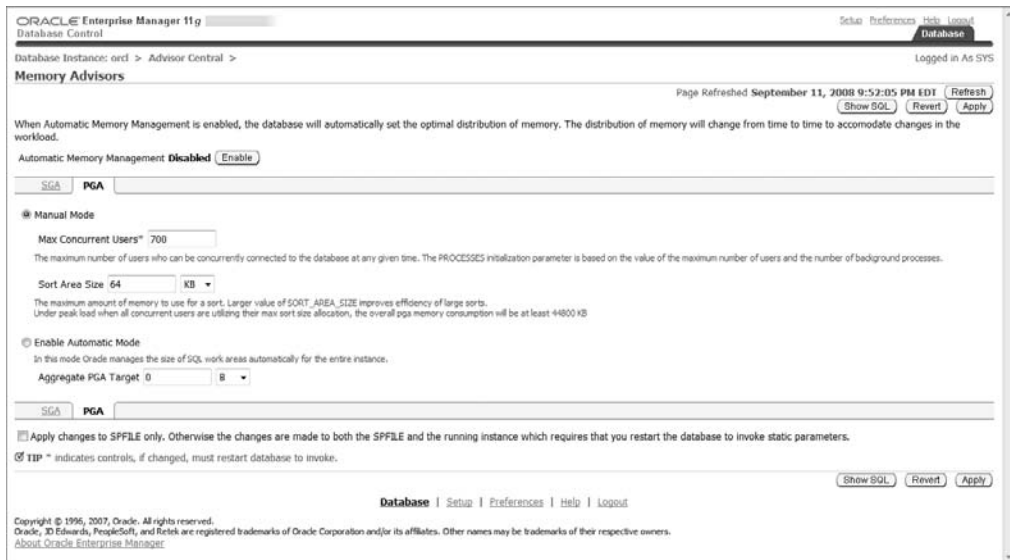 ORACLE Enterprise Manager 11g
Database Control
Setup Preferences Help Logout
Database
Database Instance: orcl > Advisor Central >
Logged in As SYS
Memory Advisors
Page Refreshed September 11, 2008 9:52:05 PM EDT Refresh
Show SQL Revert Apply
When Automatic Memory Management is enabled, the database will automatically set the optimal distribution of memory. The distribution of memory will change from time to time to accomodate changes in the
workload.
Automatic Memory Management Disabled Enable
SGA PGA
Manual Mode
Max Concurrent Users* 700
The maximum number of users who can be concurrently connected to the database at any given time. The PROCESSES initialization parameter is based on the value of the maximum number of users and the number of background processes.
Sort Area Size 64 KB
The maximum amount of memory to use for a sort. Larger value of SORT_AREA_SIZE improves efficiency of large sorts.
Under peak load when all concurrent users are utilizing their max sort size allocation, the overall pga memory consumption will be at least 44800 KB
Enable Automatic Mode
In this mode Oracle manages the size of SQL work areas automatically for the entire instance.
Aggregate PGA Target 0 B
SGA PGA
Apply changes to SPFILE only. Otherwise the changes are made to both the SPFILE and the running instance which requires that you restart the database to invoke static parameters.
TIP * indicates controls, if changed, must restart database to invoke.
Show SQL Revert Apply
Database | Setup | Preferences | Help | Logout
Copyright © 1996, 2007, Oracle. All rights reserved.
Oracle, JD Edwards, PeopleSoft, and Retek are registered trademarks of Oracle Corporation and/or its affiliates. Other names may be trademarks of their respective owners.
About Oracle Enterprise Manager